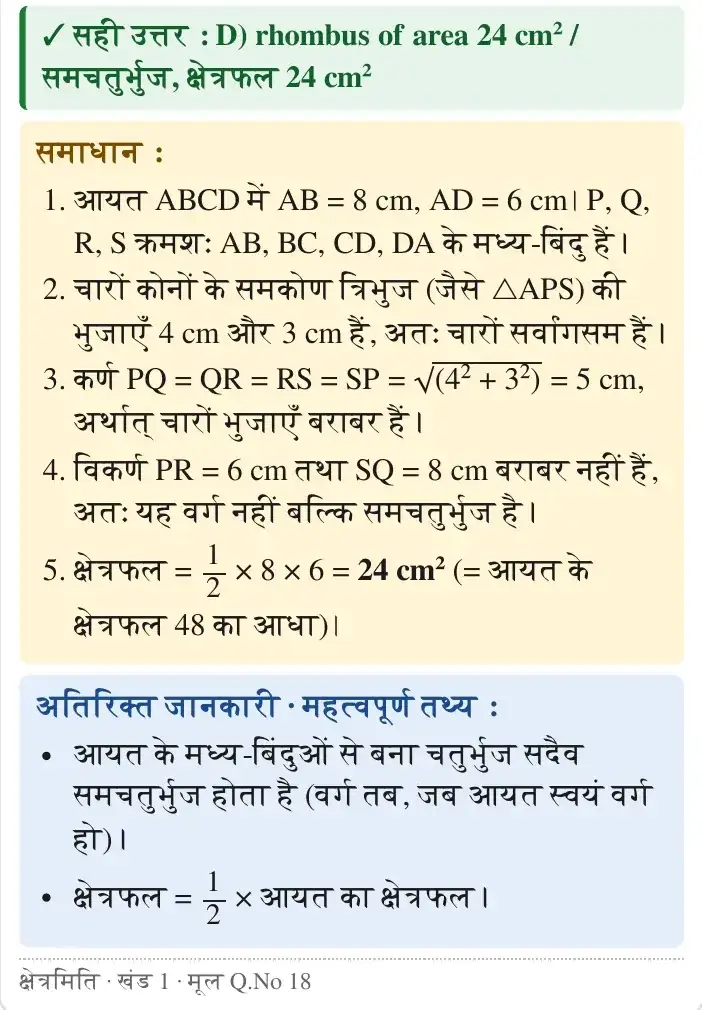 ✓ सही उत्तर : D) rhombus of area 24 cm² /
समचतुर्भुज, क्षेत्रफल 24 cm²
समाधान :
1. आयत ABCD में AB = 8 cm, AD = 6 cm। P, Q,
R, S क्रमशः AB, BC, CD, DA के मध्य-बिंदु हैं।
2. चारों कोनों के समकोण त्रिभुज (जैसे △APS) की
भुजाएँ 4 cm और 3 cm हैं, अतः चारों सर्वांगसम हैं।
3. कर्ण PQ = QR = RS = SP = √(4² + 3²) = 5 cm,
अर्थात् चारों भुजाएँ बराबर हैं।
4. विकर्ण PR = 6 cm तथा SQ = 8 cm बराबर नहीं हैं,
अतः यह वर्ग नहीं बल्कि समचतुर्भुज है।
5. क्षेत्रफल = 1/2 × 8 × 6 = 24 cm² (= आयत के
क्षेत्रफल 48 का आधा)।
अतिरिक्त जानकारी · महत्वपूर्ण तथ्य :
• आयत के मध्य-बिंदुओं से बना चतुर्भुज सदैव
समचतुर्भुज होता है (वर्ग तब, जब आयत स्वयं वर्ग
हो)।
• क्षेत्रफल = 1/2 × आयत का क्षेत्रफल।
क्षेत्रमिति · खंड 1 · मूल Q.No 18